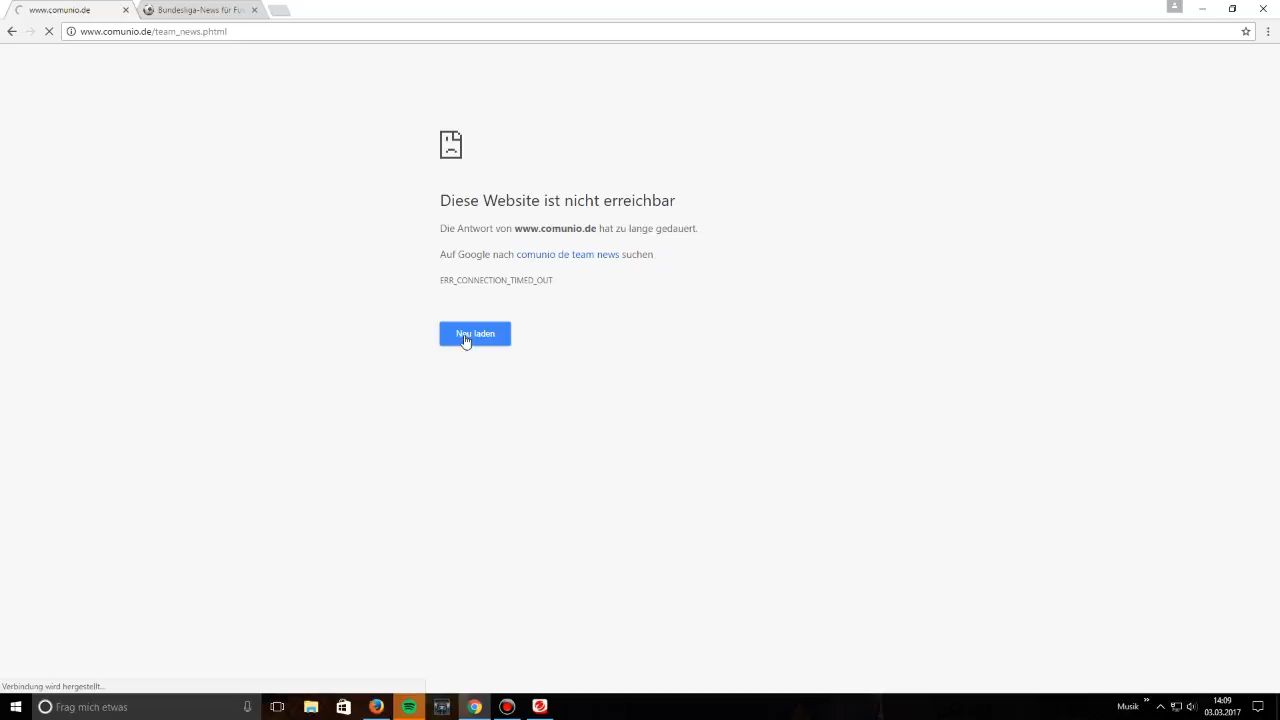 www.comunio.de
Bundesliga-News für Fu
www.comunio.de/team_news.phtml
Diese Website ist nicht erreichbar
Die Antwort von www.comunio.de hat zu lange gedauert.
Auf Google nach comunio de team news suchen
ERR_CONNECTION_TIMED_OUT
Neu laden
Verbindung wird hergestellt...
Frag mich etwas
Musik
14:09
03.03.2017